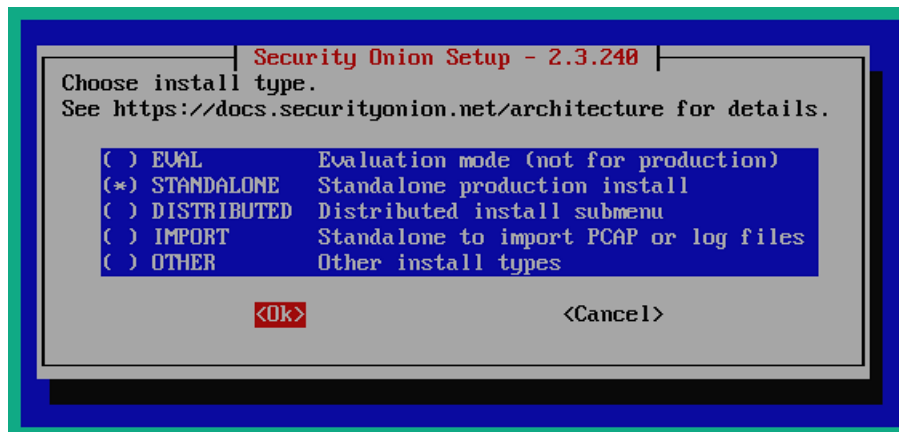 Security Onion Setup - 2.3.240
Choose install type.
See https://docs.securityonion.net/architecture for details.
( ) EVAL Evaluation mode (not for production)
(*) STANDALONE Standalone production install
( ) DISTRIBUTED Distributed install submenu
( ) IMPORT Standalone to import PCAP or log files
( ) OTHER Other install types
<Ok> <Cancel>